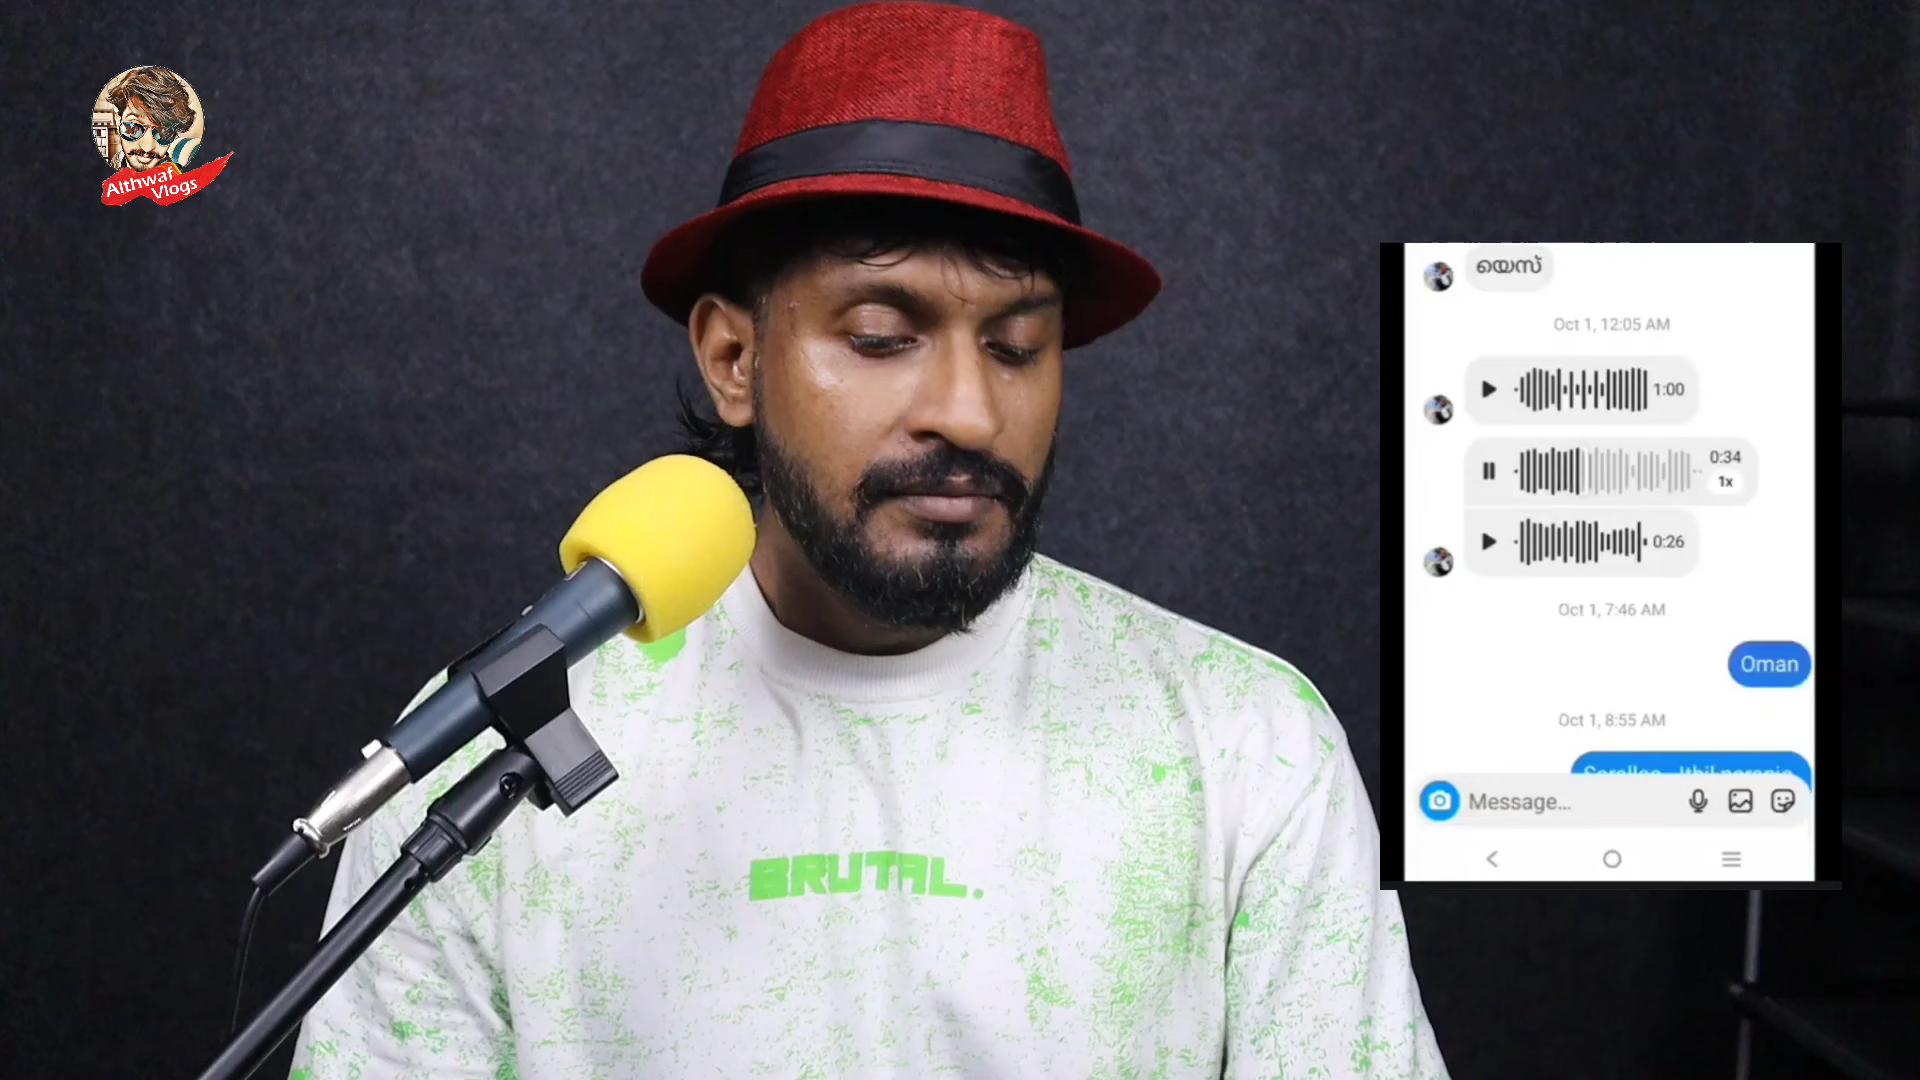 Althwaf
Vlogs
യെസ്
Oct 1, 12:05 AM
1:00
0:34
1x
0:26
Oct 1, 7:46 AM
Oman
Oct 1, 8:55 AM
Message...
BRUTAL.